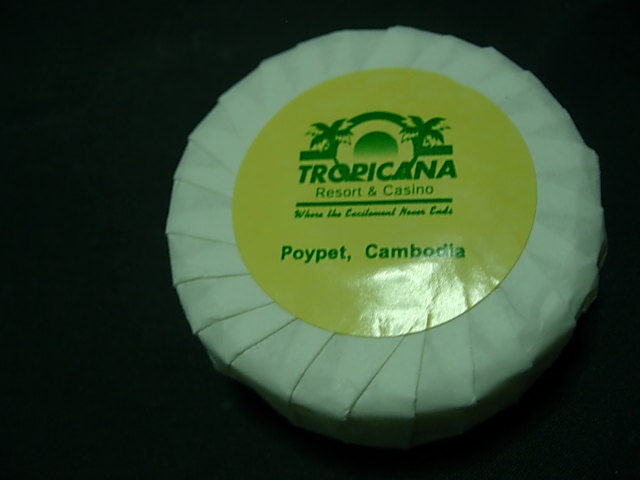 TROPICANA
Resort & Casino
Where the Excitement Never Ends
Poypet, Cambodia